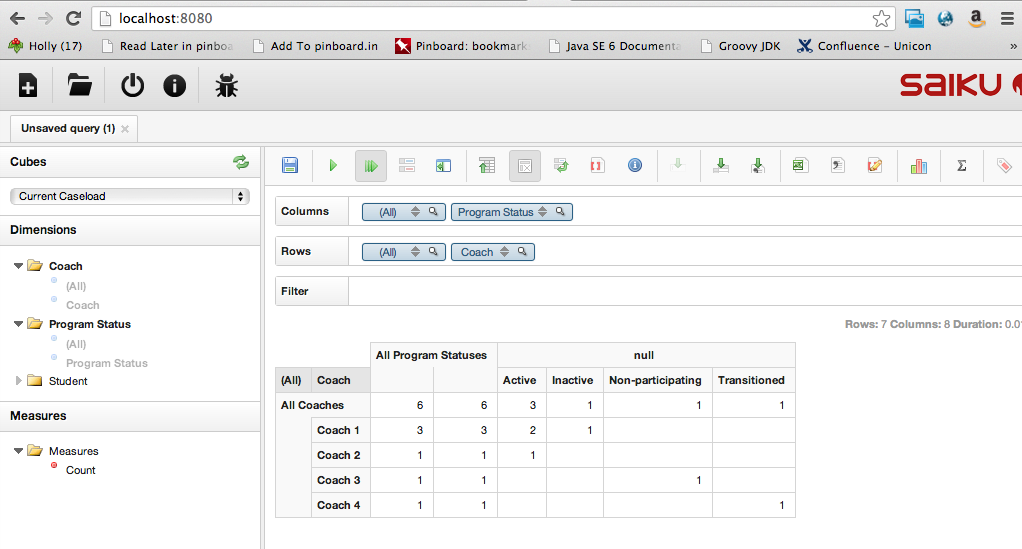 localhost:8080
Holly (17) Read Later in pinboa Add To pinboard.in Pinboard: bookmark Java SE 6 Documenta Groovy JDK Confluence - Unicon »
saiku
Unsaved query (1) ×
Cubes
Current Caseload
Dimensions
Coach
(All)
Coach
Program Status
(All)
Program Status
Student
Measures
Measures
Count
Columns (All) Program Status
Rows (All) Coach
Filter
Rows: 7 Columns: 8 Duration: 0.0
All Program Statuses null
(All) Coach Active Inactive Non-participating Transitioned
All Coaches 6 6 3 1 1 1
Coach 1 3 3 2 1
Coach 2 1 1 1
Coach 3 1 1 1
Coach 4 1 1 1